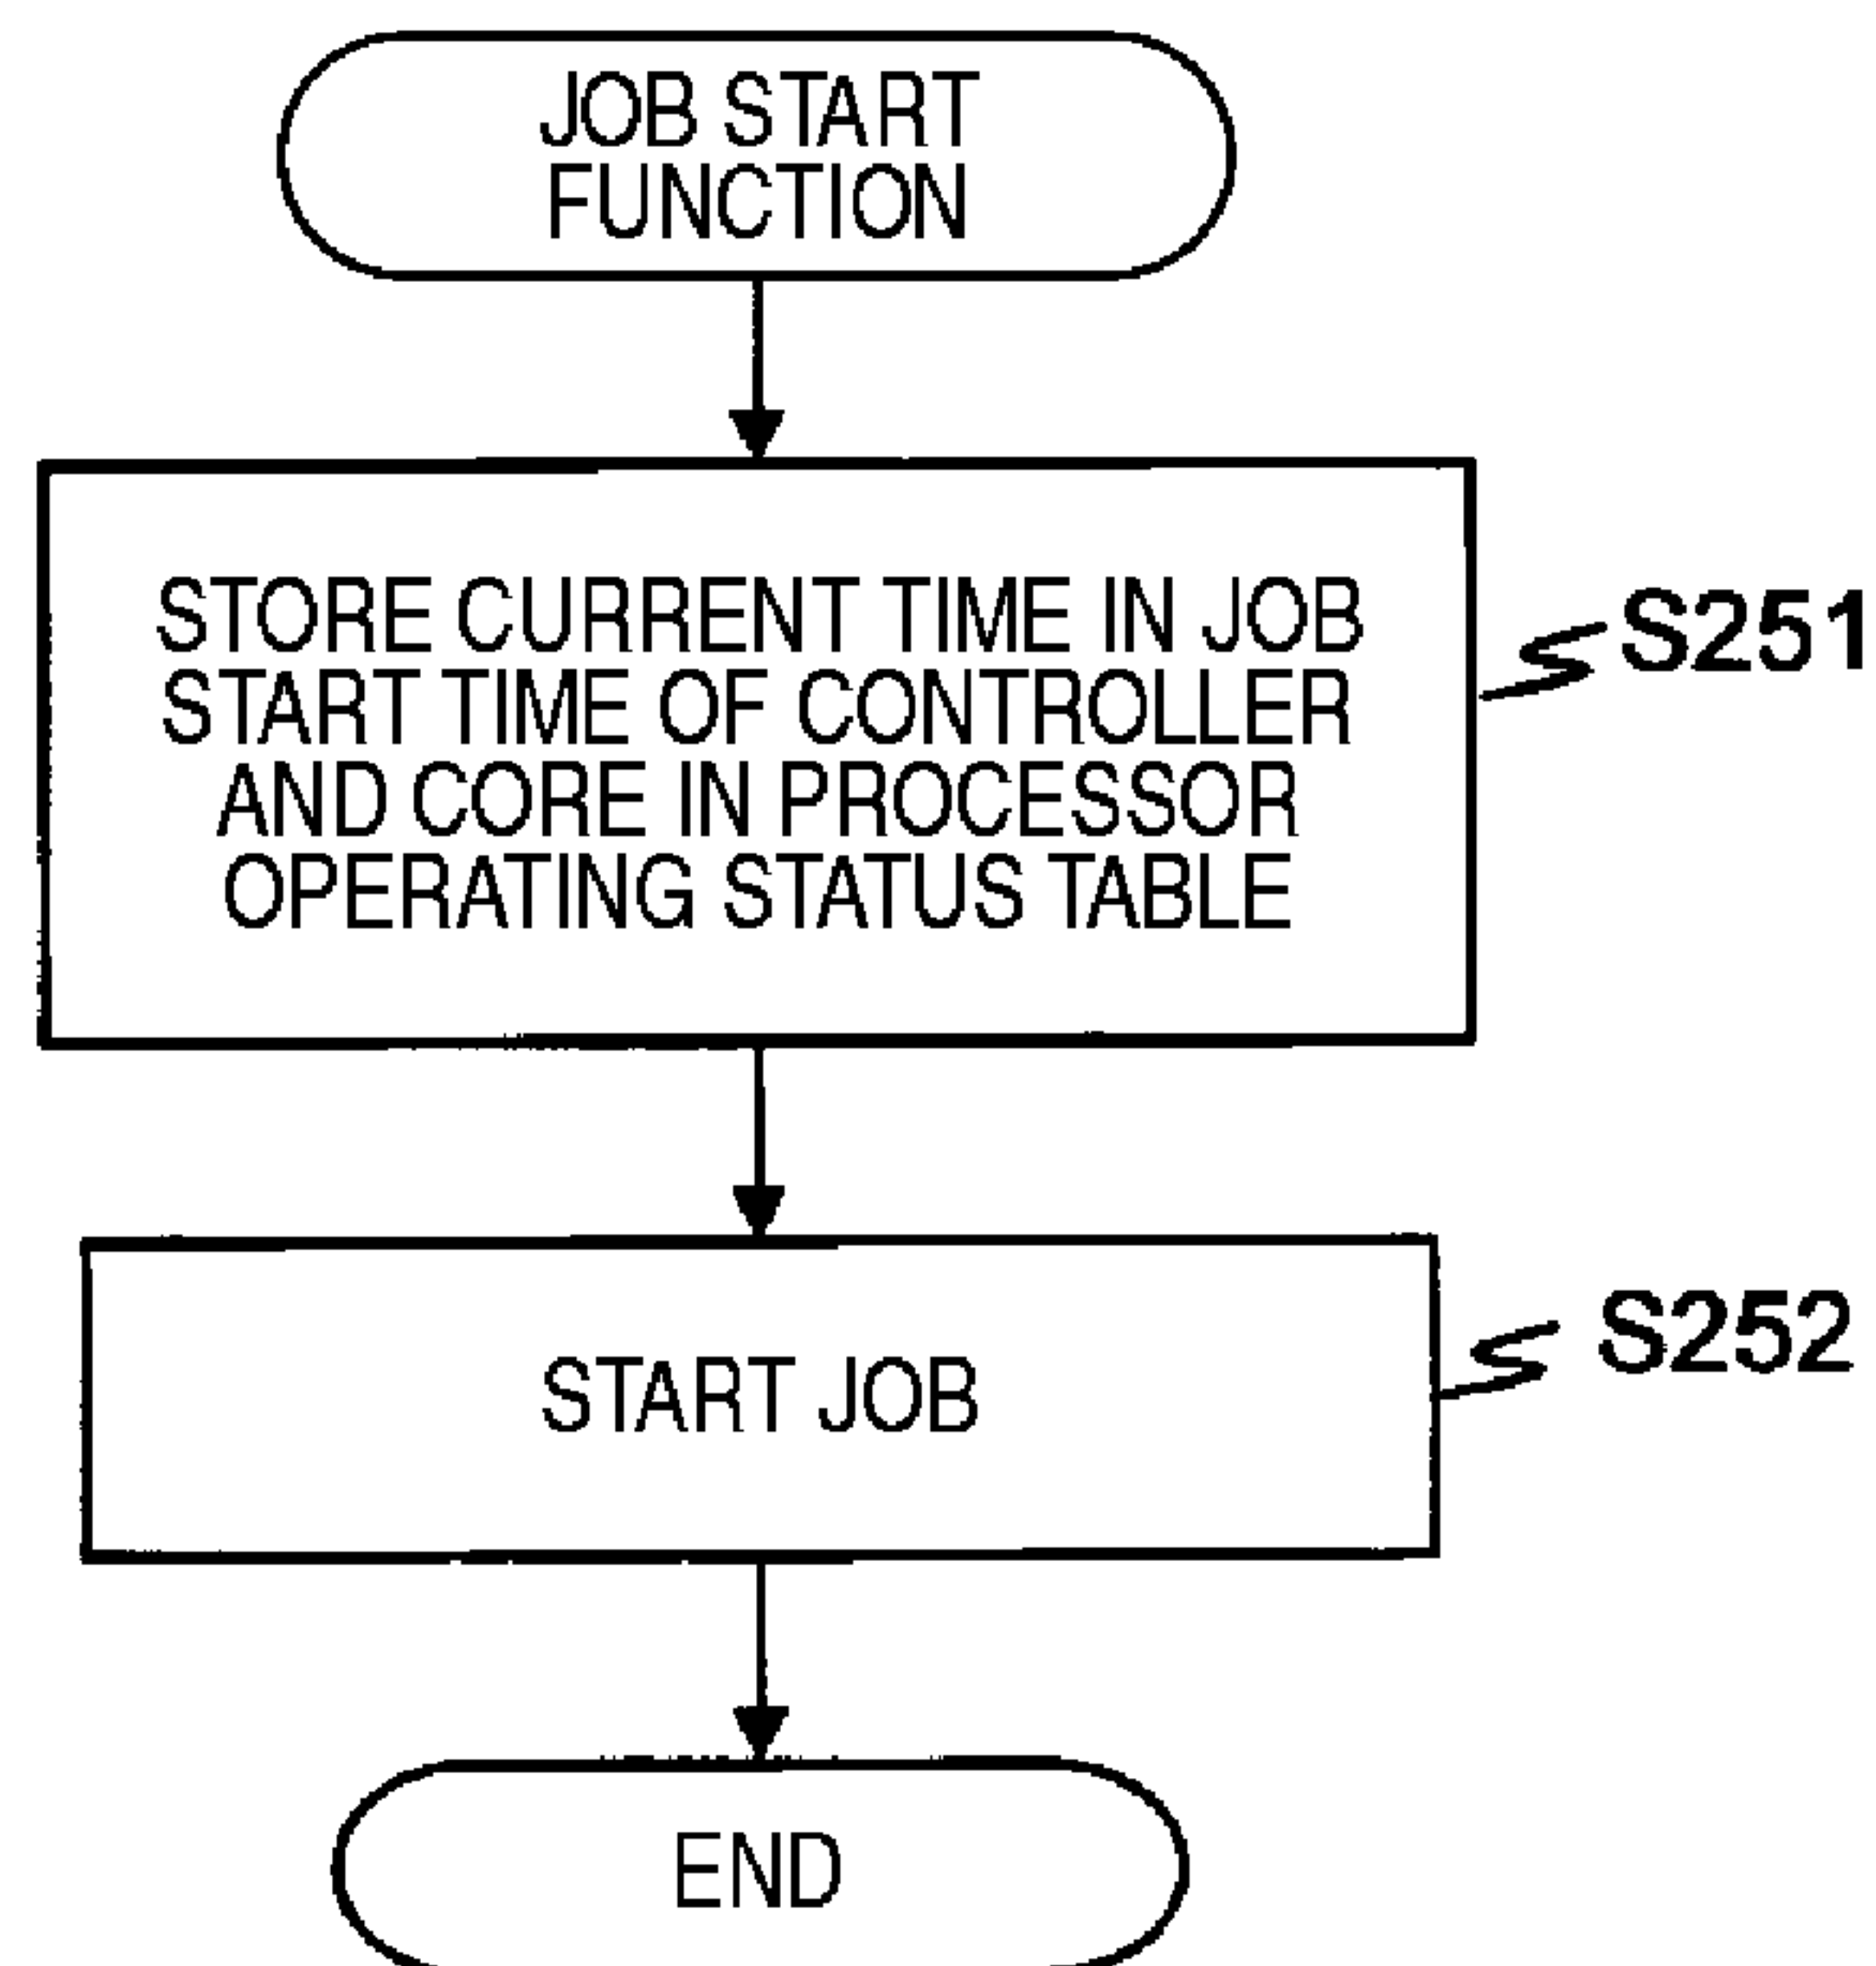 JOB START
FUNCTION
STORE CURRENT TIME IN JOB
START TIME OF CONTROLLER
AND CORE IN PROCESSOR
OPERATING STATUS TABLE
S251
START JOB
S252
END